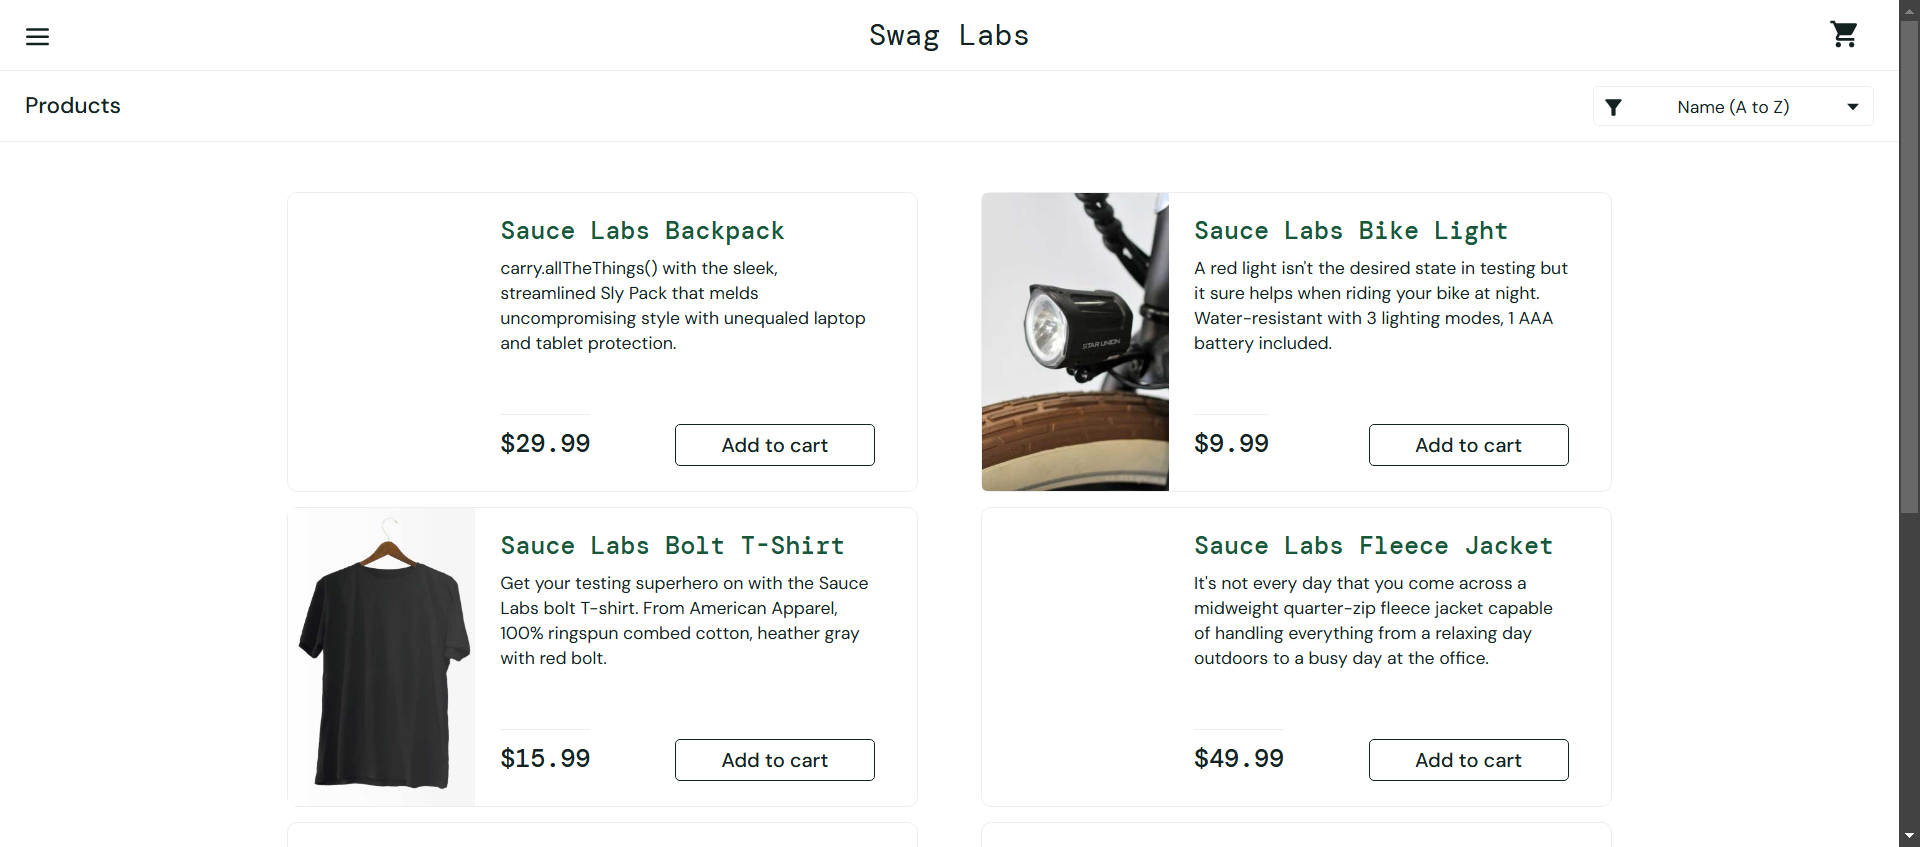 Swag Labs
Products
Name (A to Z)
Sauce Labs Backpack
carry.allTheThings() with the sleek,
streamlined Sly Pack that melds
uncompromising style with unequaled laptop
and tablet protection.
$29.99
Add to cart
Sauce Labs Bike Light
A red light isn't the desired state in testing but
it sure helps when riding your bike at night.
Water-resistant with 3 lighting modes, 1 AAA
battery included.
STAR UNION
$9.99
Add to cart
Sauce Labs Bolt T-Shirt
Get your testing superhero on with the Sauce
Labs bolt T-shirt. From American Apparel,
100% ringspun combed cotton, heather gray
with red bolt.
$15.99
Add to cart
Sauce Labs Fleece Jacket
It's not every day that you come across a
midweight quarter-zip fleece jacket capable
of handling everything from a relaxing day
outdoors to a busy day at the office.
$49.99
Add to cart